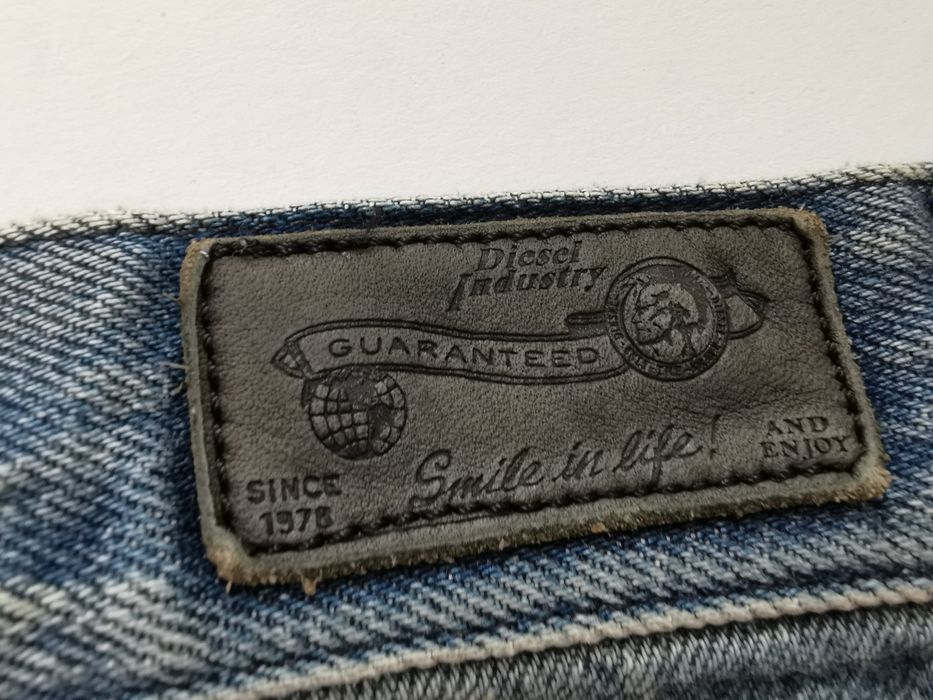 Diesel
Industry
GUARANTEED
Smile in life!
AND
ENJOY
SINCE
1978